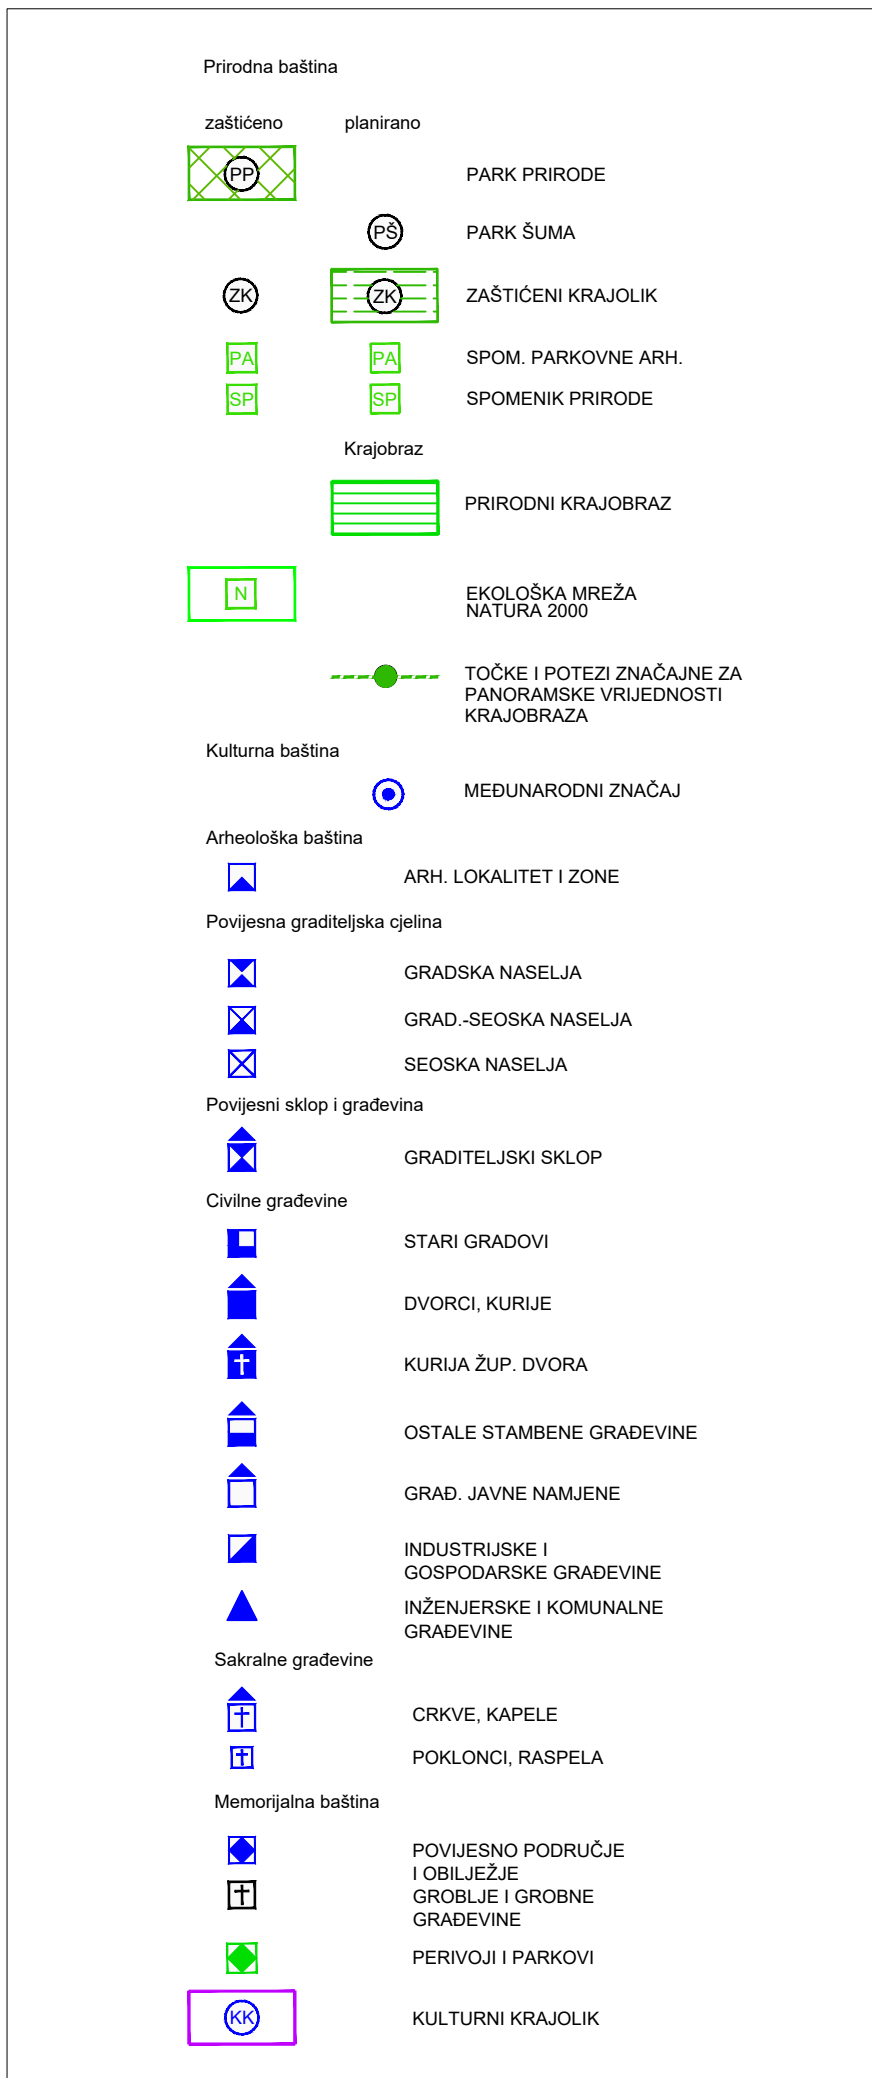 Prirodna baština
zaštićeno planirano
PP PARK PRIRODE
PŠ PARK ŠUMA
ZK ZK ZAŠTIĆENI KRAJOLIK
PA PA SPOM. PARKOVNE ARH.
SP SP SPOMENIK PRIRODE
Krajobraz
PRIRODNI KRAJOBRAZ
N EKOLOŠKA MREŽA
NATURA 2000
TOČKE I POTEZI ZNAČAJNE ZA
PANORAMSKE VRIJEDNOSTI
KRAJOBRAZA
Kulturna baština
MEĐUNARODNI ZNAČAJ
Arheološka baština
ARH. LOKALITET I ZONE
Povijesna graditeljska cjelina
GRADSKA NASELJA
GRAD.-SEOSKA NASELJA
SEOSKA NASELJA
Povijesni sklop i građevina
GRADITELJSKI SKLOP
Civilne građevine
STARI GRADOVI
DVORCI, KURIJE
KURIJA ŽUP. DVORA
OSTALE STAMBENE GRAĐEVINE
GRAĐ. JAVNE NAMJENE
INDUSTRIJSKE I
GOSPODARSKE GRAĐEVINE
INŽENJERSKE I KOMUNALNE
GRAĐEVINE
Sakralne građevine
CRKVE, KAPELE
POKLONCI, RASPELA
Memorijalna baština
POVIJESNO PODRUČJE
I OBILJEŽJE
GROBLJE I GROBNE
GRAĐEVINE
PERIVOJI I PARKOVI
KK KULTURNI KRAJOLIK